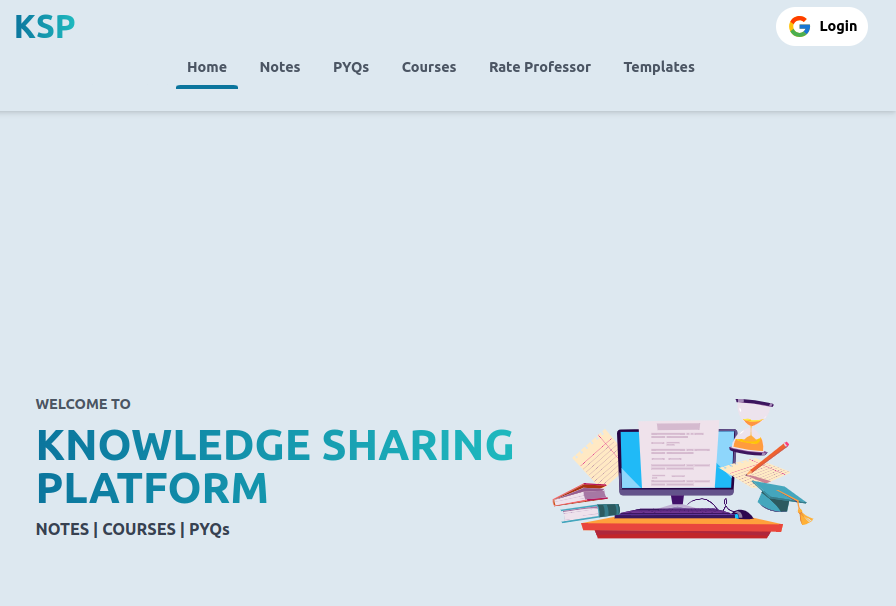 KSP
Login
Home Notes PYQs Courses Rate Professor Templates
WELCOME TO
KNOWLEDGE SHARING
PLATFORM
NOTES | COURSES | PYQs